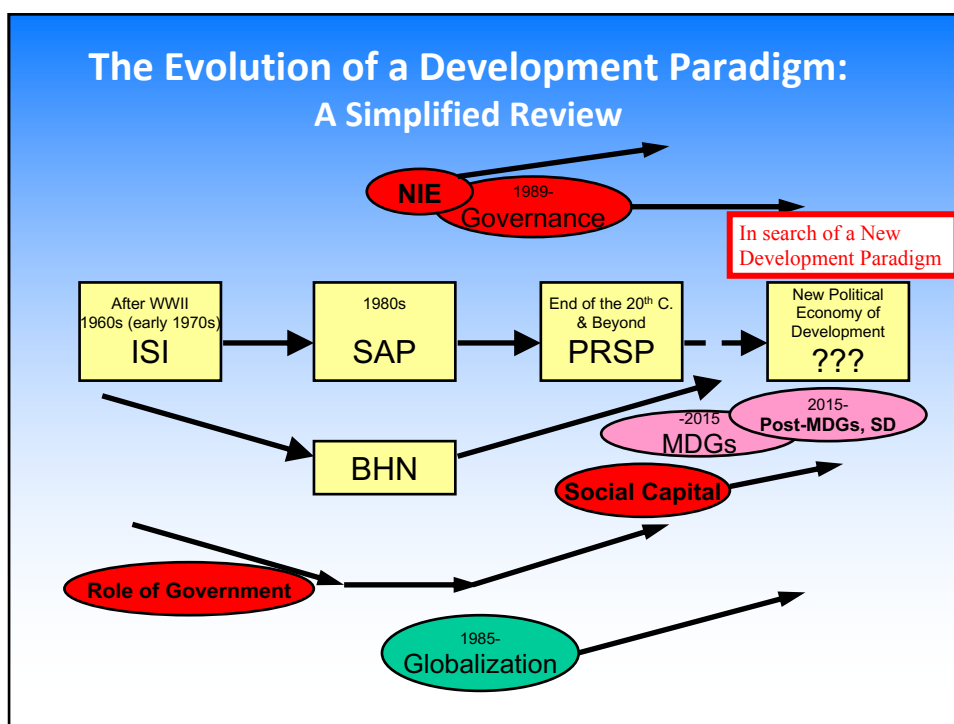 The Evolution of a Development Paradigm:
A Simplified Review
NIE
1989-
Governance
In search of a New
Development Paradigm
After WWII
1960s (early 1970s)
ISI
1980s
SAP
End of the 20th C.
& Beyond
PRSP
New Political
Economy of
Development
???
BHN
-2015
MDGs
2015-
Post-MDGs, SD
Social Capital
Role of Government
1985-
Globalization